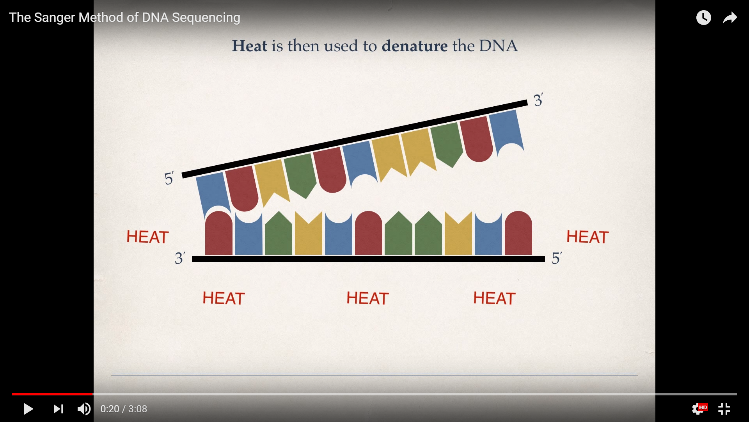 The Sanger Method of DNA Sequencing
Heat is then used to denature the DNA
3′
5′
HEAT
HEAT
3′
5′
HEAT
HEAT
HEAT
0:20 / 3:08
HD